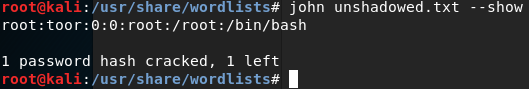 root@kali:/usr/share/wordlists# john unshadowed.txt --show
root:toor:0:0:root:/root:/bin/bash
1 password hash cracked, 1 left
root@kali:/usr/share/wordlists#